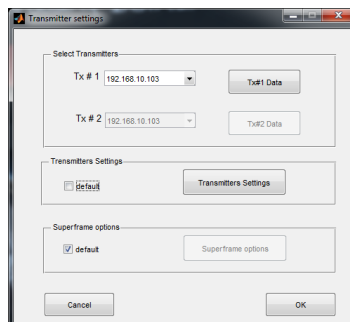 Transmitter settings
Select Transmitters
Tx # 1 192.168.10.103 Tx#1 Data
Tx # 2 192.168.10.103 Tx#2 Data
Trensmitters Settings
default Transmitters Settings
Superframe options
default Superframe options
Cancel OK